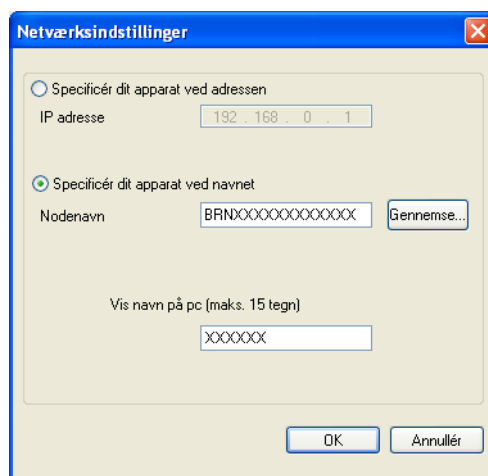 Netværksindstillinger
Specificér dit apparat ved adressen
IP adresse 192 . 168 . 0 . 1
Specificér dit apparat ved navnet
Nodenavn BRNXXXXXXXXXXXX Gennemse...
Vis navn på pc (maks. 15 tegn)
XXXXXX
OK Annullér